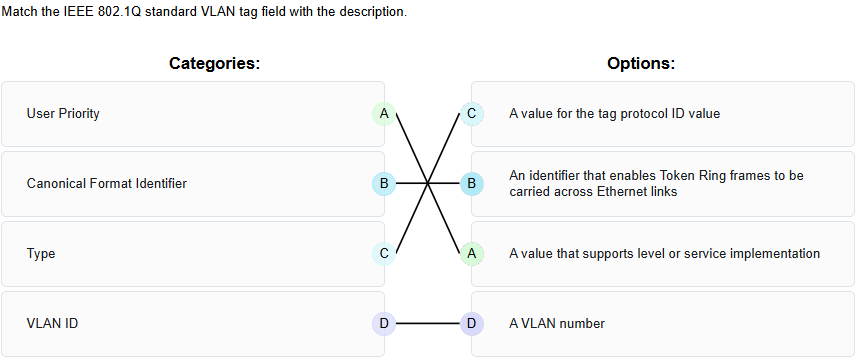 Match the IEEE 802.1Q standard VLAN tag field with the description.
Categories:
Options:
User Priority
A
C
A value for the tag protocol ID value
Canonical Format Identifier
B
B
An identifier that enables Token Ring frames to be
carried across Ethernet links
Type
C
A
A value that supports level or service implementation
VLAN ID
D
D
A VLAN number